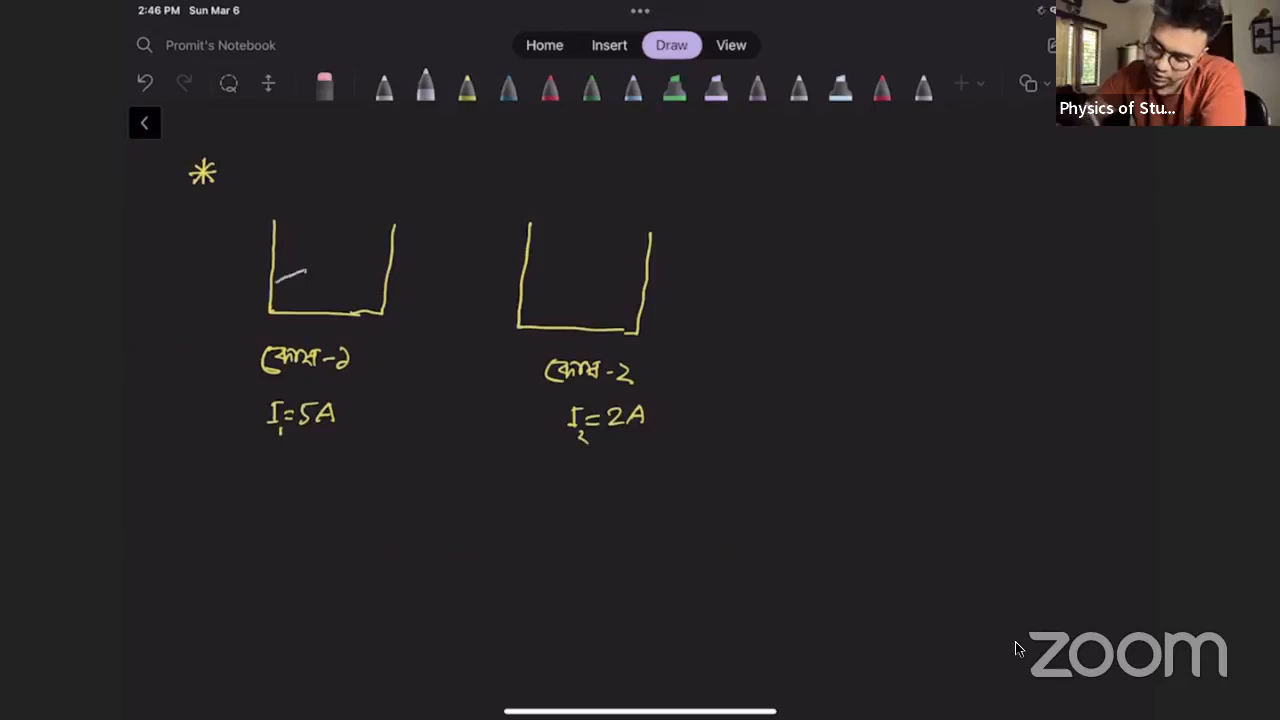 2:46 PM Sun Mar 6
Promit's Notebook
Home Insert Draw View
Physics of Stu...
*
কোষ-১ কোষ-2
I₁=5A I₂=2A
zoom